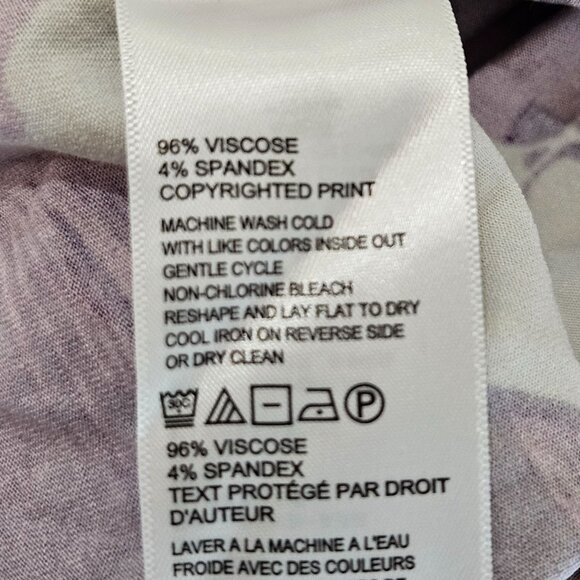 96% VISCOSE
4% SPANDEX
COPYRIGHTED PRINT
MACHINE WASH COLD
WITH LIKE COLORS INSIDE OUT
GENTLE CYCLE
NON-CHLORINE BLEACH
RESHAPE AND LAY FLAT TO DRY
COOL IRON ON REVERSE SIDE
OR DRY CLEAN
30C P
96% VISCOSE
4% SPANDEX
TEXT PROTÉGÉ PAR DROIT
D'AUTEUR
LAVER A LA MACHINE A L'EAU
FROIDE AVEC DES COULEURS